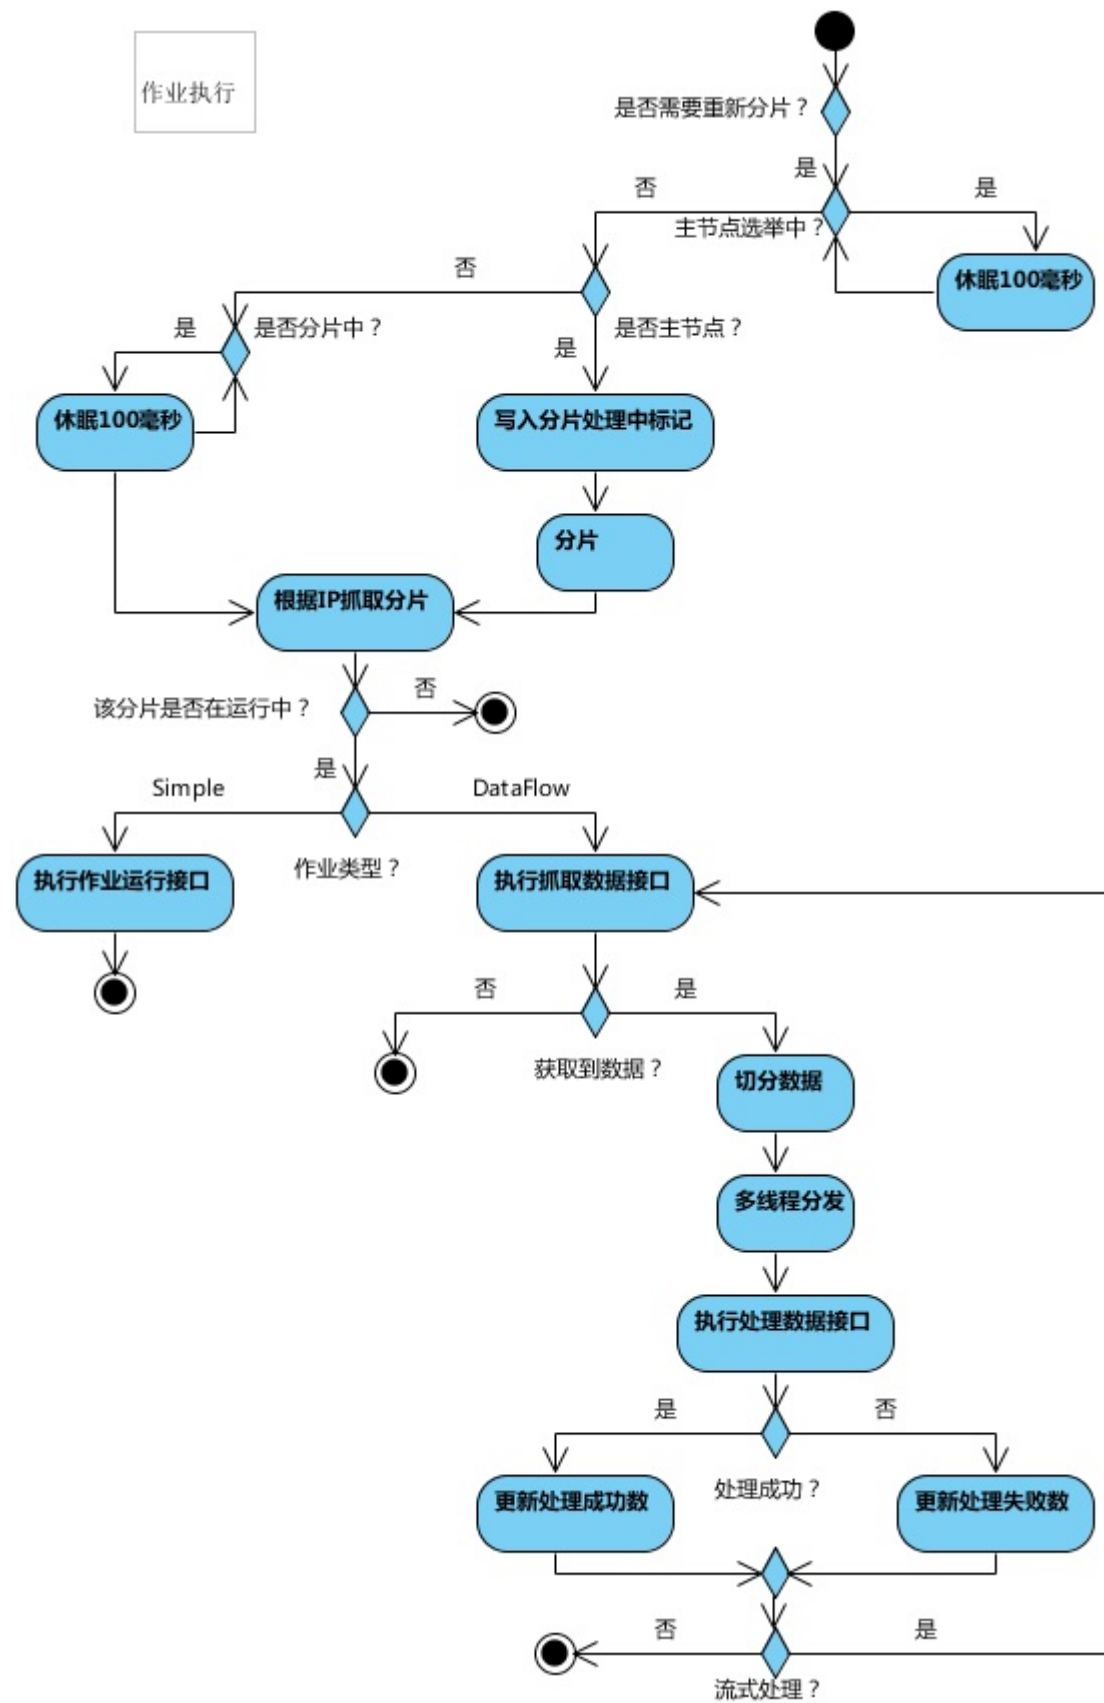 作业执行
是否需要重新分片？
是
否
是
主节点选举中？
休眠100毫秒
否
是否分片中？
是
是否主节点？
是
休眠100毫秒
写入分片处理中标记
分片
根据IP抓取分片
否
该分片是否在运行中？
是
Simple
DataFlow
作业类型？
执行作业运行接口
执行抓取数据接口
否
是
获取到数据？
切分数据
多线程分发
执行处理数据接口
是
否
处理成功？
更新处理成功数
更新处理失败数
否
是
流式处理？